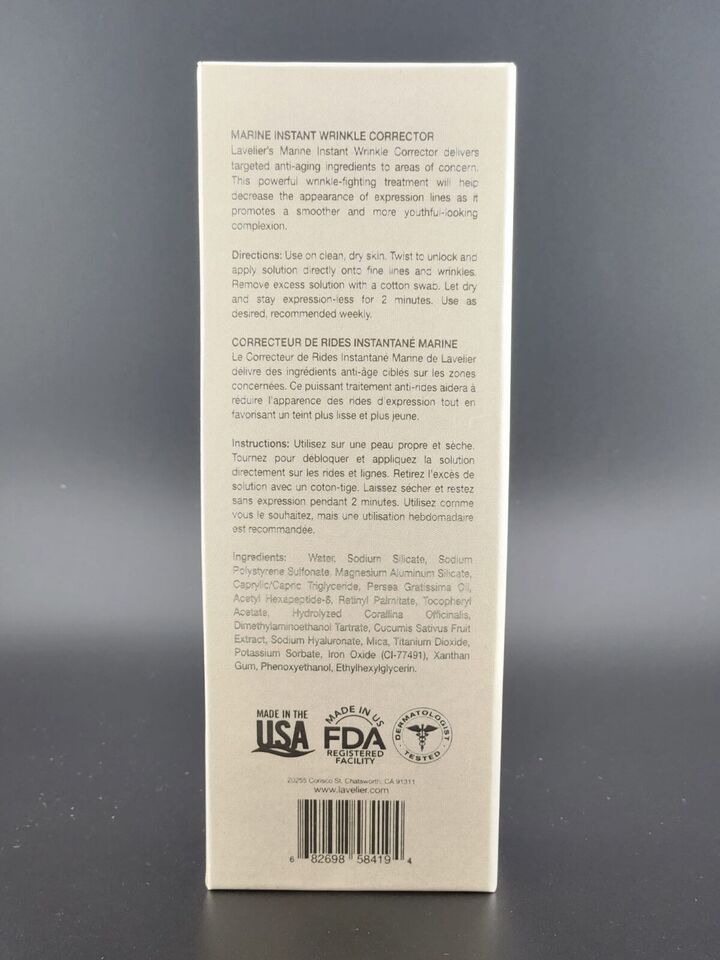 MARINE INSTANT WRINKLE CORRECTOR
Lavelier's Marine Instant Wrinkle Corrector delivers
targeted anti-aging ingredients to areas of concern.
This powerful wrinkle-fighting treatment will help
decrease the appearance of expression lines as it
promotes a smoother and more youthful-looking
complexion.
Directions: Use on clean, dry skin. Twist to unlock and
apply solution directly onto fine lines and wrinkles.
Remove excess solution with a cotton swab. Let dry
and stay expression-less for 2 minutes. Use as
desired, recommended weekly.
CORRECTEUR DE RIDES INSTANTANÉ MARINE
Le Correcteur de Rides Instantané Marine de Lavelier
délivre des ingrédients anti-âge ciblés sur les zones
concernées. Ce puissant traitement anti-rides aidera à
réduire l'apparence des rides d'expression tout en
favorisant un teint plus lisse et plus jeune.
Instructions: Utilisez sur une peau propre et sèche.
Tournez pour débloquer et appliquez la solution
directement sur les rides et lignes. Retirez l'excès de
solution avec un coton-tige. Laissez sécher et restez
sans expression pendant 2 minutes. Utilisez comme
vous le souhaitez, mais une utilisation hebdomadaire
est recommandée.
Ingredients: Water, Sodium Silicate, Sodium
Polystyrene Sulfonate, Magnesium Aluminum Silicate,
Caprylic/Capric Triglyceride, Persea Gratissima Oil,
Acetyl Hexapeptide-8, Retinyl Palmitate, Tocopheryl
Acetate, Hydrolyzed Corallina Officinalis,
Dimethylaminoethanol Tartrate, Cucumis Sativus Fruit
Extract, Sodium Hyaluronate, Mica, Titanium Dioxide,
Potassium Sorbate, Iron Oxide (CI-77491), Xanthan
Gum, Phenoxyethanol, Ethylhexylglycerin.
MADE IN THE
USA
MADE IN US
FDA
REGISTERED
FACILITY
DERMATOLOGIST
TESTED
20255 Corisco St. Chatsworth, CA 91311
www.lavelier.com
6 82698 58419 4